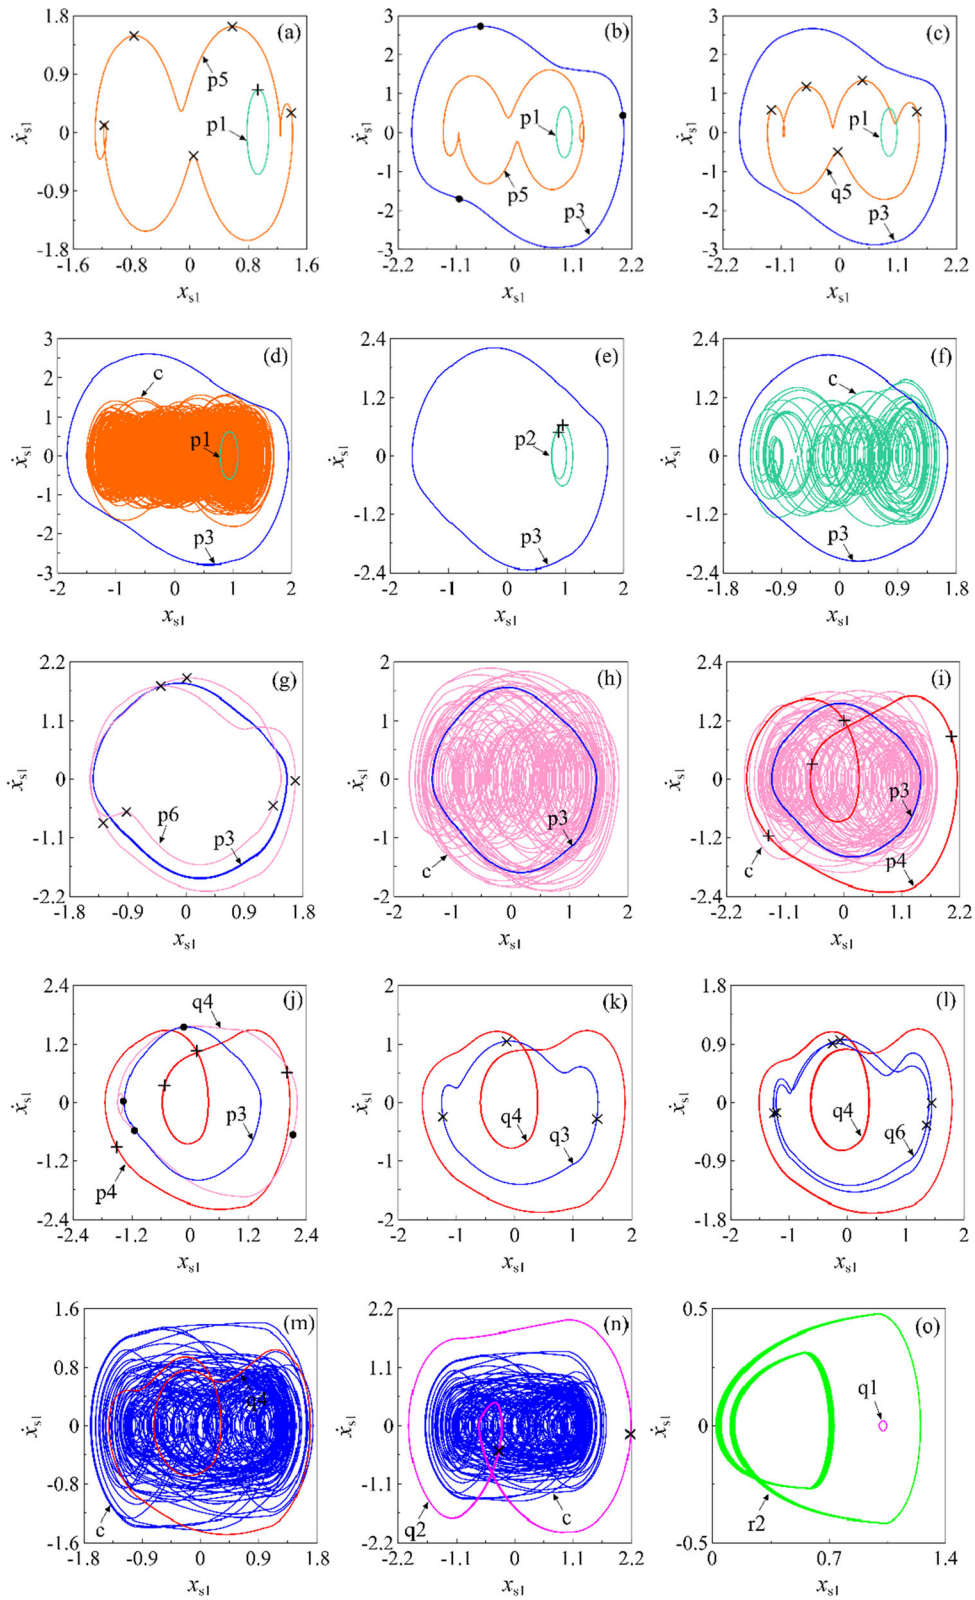 1.8
(a)
p5
0.9
p1
ẋs1
0
-0.9
-1.8
-1.6 -0.8 0 0.8 1.6
xs1
3
(b)
2
1
p1
ẋs1
0
-1
p5
-2
p3
-3
-2.2 -1.1 0 1.1 2.2
xs1
3
(c)
2
1
p1
ẋs1
0
-1
q5
-2
p3
-3
-2.2 -1.1 0 1.1 2.2
xs1
3
(d)
2
c
1
p1
ẋs1
0
-1
-2
p3
-3
-2 -1 0 1 2
xs1
2.4
(e)
1.2
p2
ẋs1
0
-1.2
p3
-2.4
-2 -1 0 1 2
xs1
2.4
(f)
c
1.2
ẋs1
0
-1.2
p3
-2.4
-1.8 -0.9 0 0.9 1.8
xs1
2.2
(g)
1.1
ẋs1
0
p6
-1.1
p3
-2.2
-1.8 -0.9 0 0.9 1.8
xs1
2
(h)
1
ẋs1
0
p3
-1
c
-2
-2 -1 0 1 2
xs1
2.4
(i)
1.2
ẋs1
0
p3
-1.2
c
p4
-2.4
-2.2 -1.1 0 1.1 2.2
xs1
2.4
q4
(j)
1.2
ẋs1
0
p3
-1.2
p4
-2.4
-2.4 -1.2 0 1.2 2.4
xs1
2
(k)
1
ẋs1
0
q4
q3
-1
-2
-2 -1 0 1 2
xs1
1.8
(l)
0.9
ẋs1
0
q4
q6
-0.9
-1.8
-2 -1 0 1 2
xs1
1.6
(m)
0.8
q4
ẋs1
0
-0.8
c
-1.6
-1.8 -0.9 0 0.9 1.8
xs1
2.2
(n)
1.1
ẋs1
0
-1.1
q2
c
-2.2
-2.2 -1.1 0 1.1 2.2
xs1
0.5
(o)
q1
ẋs1
0
r2
-0.5
0 0.7 1.4
xs1